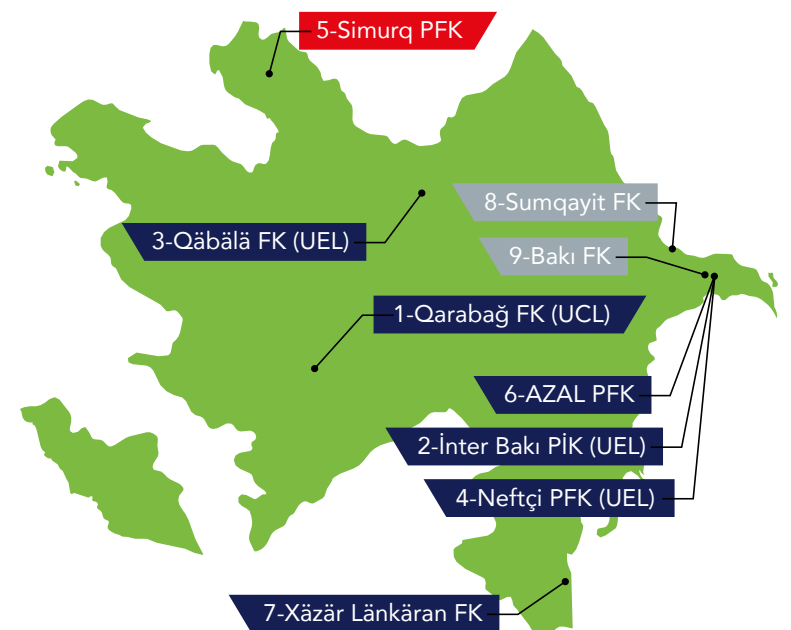 5-Simurq PFK
8-Sumqayit FK
3-Qäbälä FK (UEL)
9-Bakı FK
1-Qarabağ FK (UCL)
6-AZAL PFK
2-İnter Bakı PİK (UEL)
4-Neftçi PFK (UEL)
7-Xäzär Länkäran FK